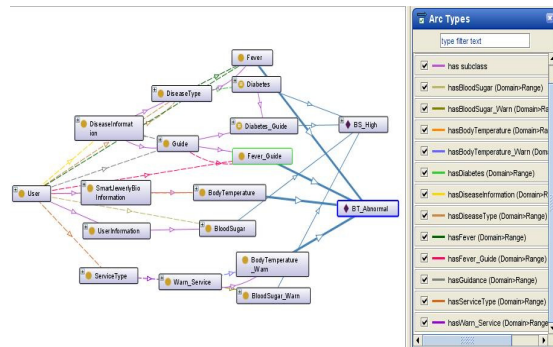 Fever
DiseaseType
Diabetes
DiseaseInformat
ion
Diabetes_Guide
BS_High
Guide
Fever_Guide
User
BodyTemperature
BT_Abnormal
UserInformation
BloodSugar
BodyTemperature
_Warn
ServiceType
Warn_Service
BloodSugar_Warn
Arc Types
type filter text
has subclass
hasBloodSugar (Domain>Range)
hasBloodSugar_Warn (Domain>Ra
hasBodyTemperature (Domain>Ra
hasBodyTemperature_Warn (Dom
hasDiabetes (Domain>Range)
hasDiseaseInformation (Domain>R
hasDiseaseType (Domain>Range)
hasFever (Domain>Range)
hasFever_Guide (Domain>Range)
hasGuidance (Domain>Range)
hasServiceType (Domain>Range)
hasWarn_Service (Domain>Range